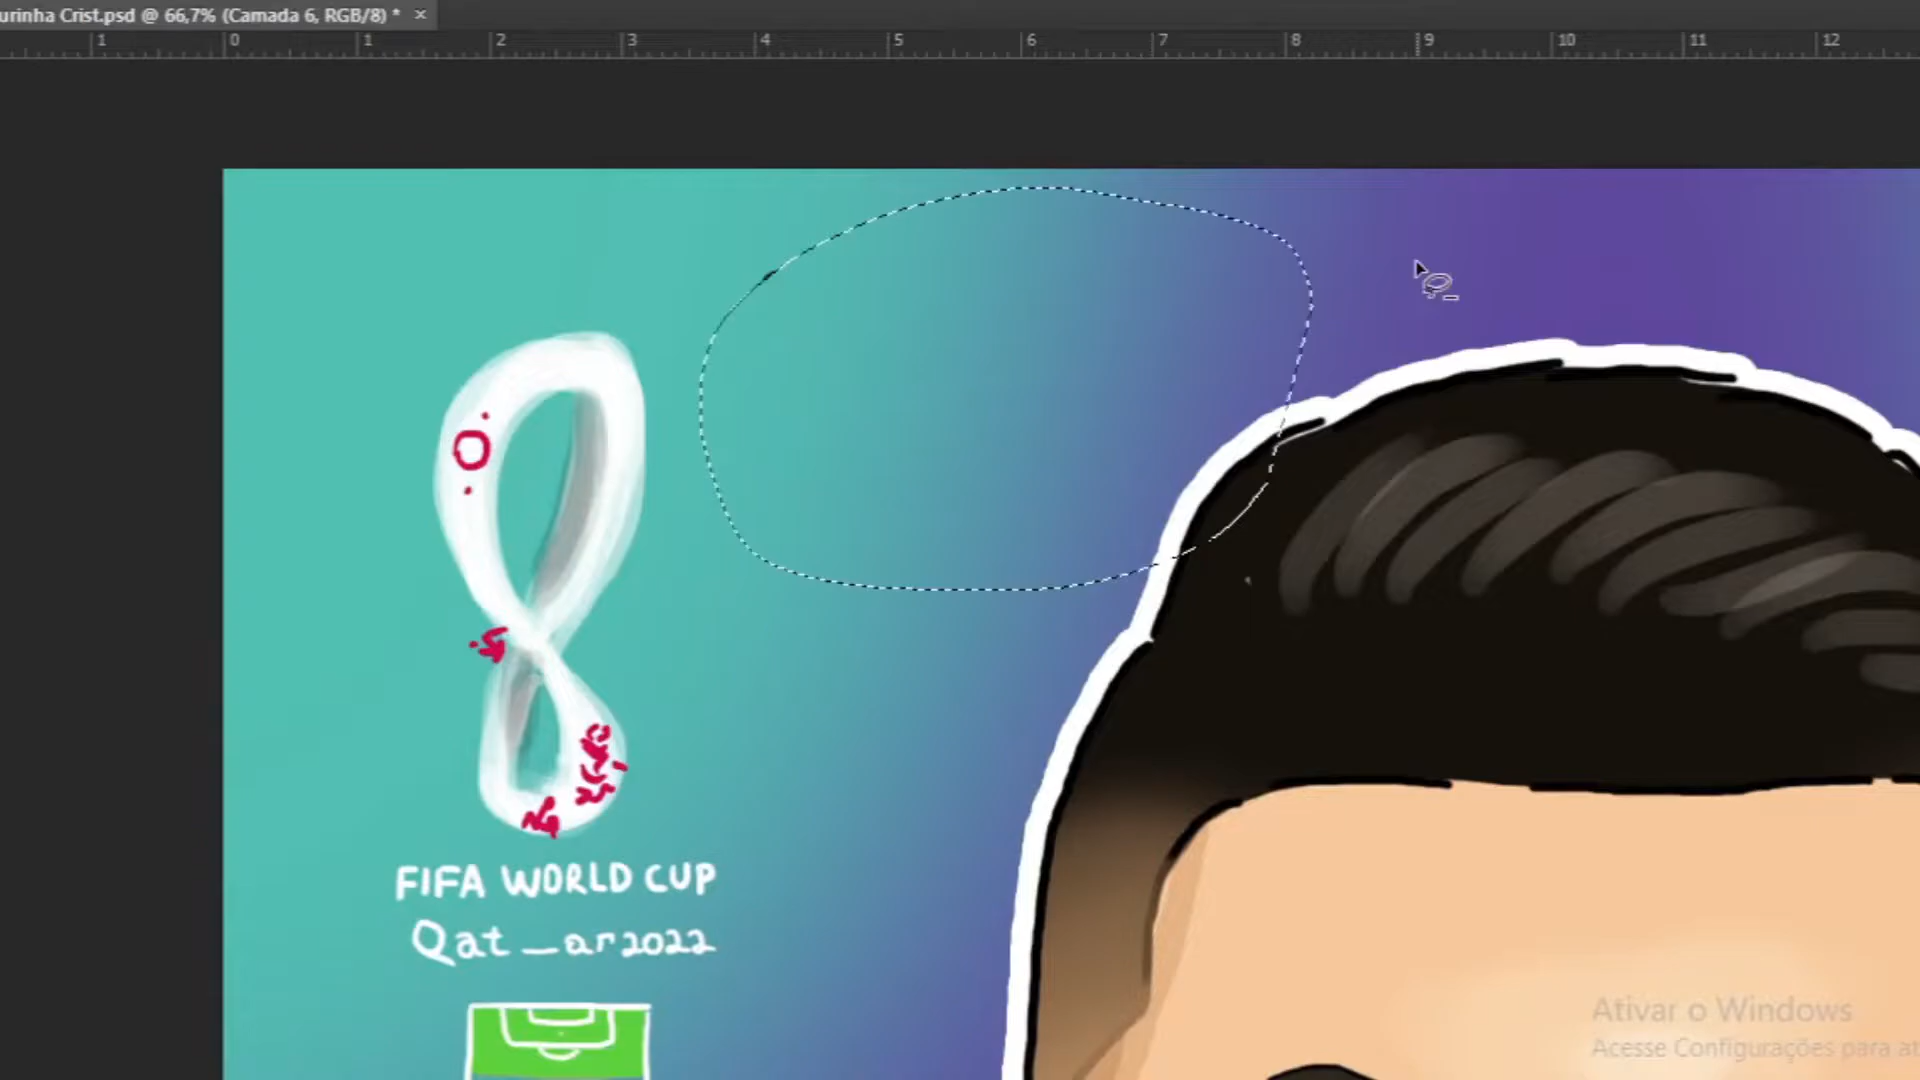 urinha Crist.psd @ 66,7% (Camada 6, RGB/8) * ×
1 0 1 2 3 4 5 6 7 8 9 10 11 12
FIFA WORLD CUP
Qat_ar2022
Ativar o Windows
Acesse Configurações para at